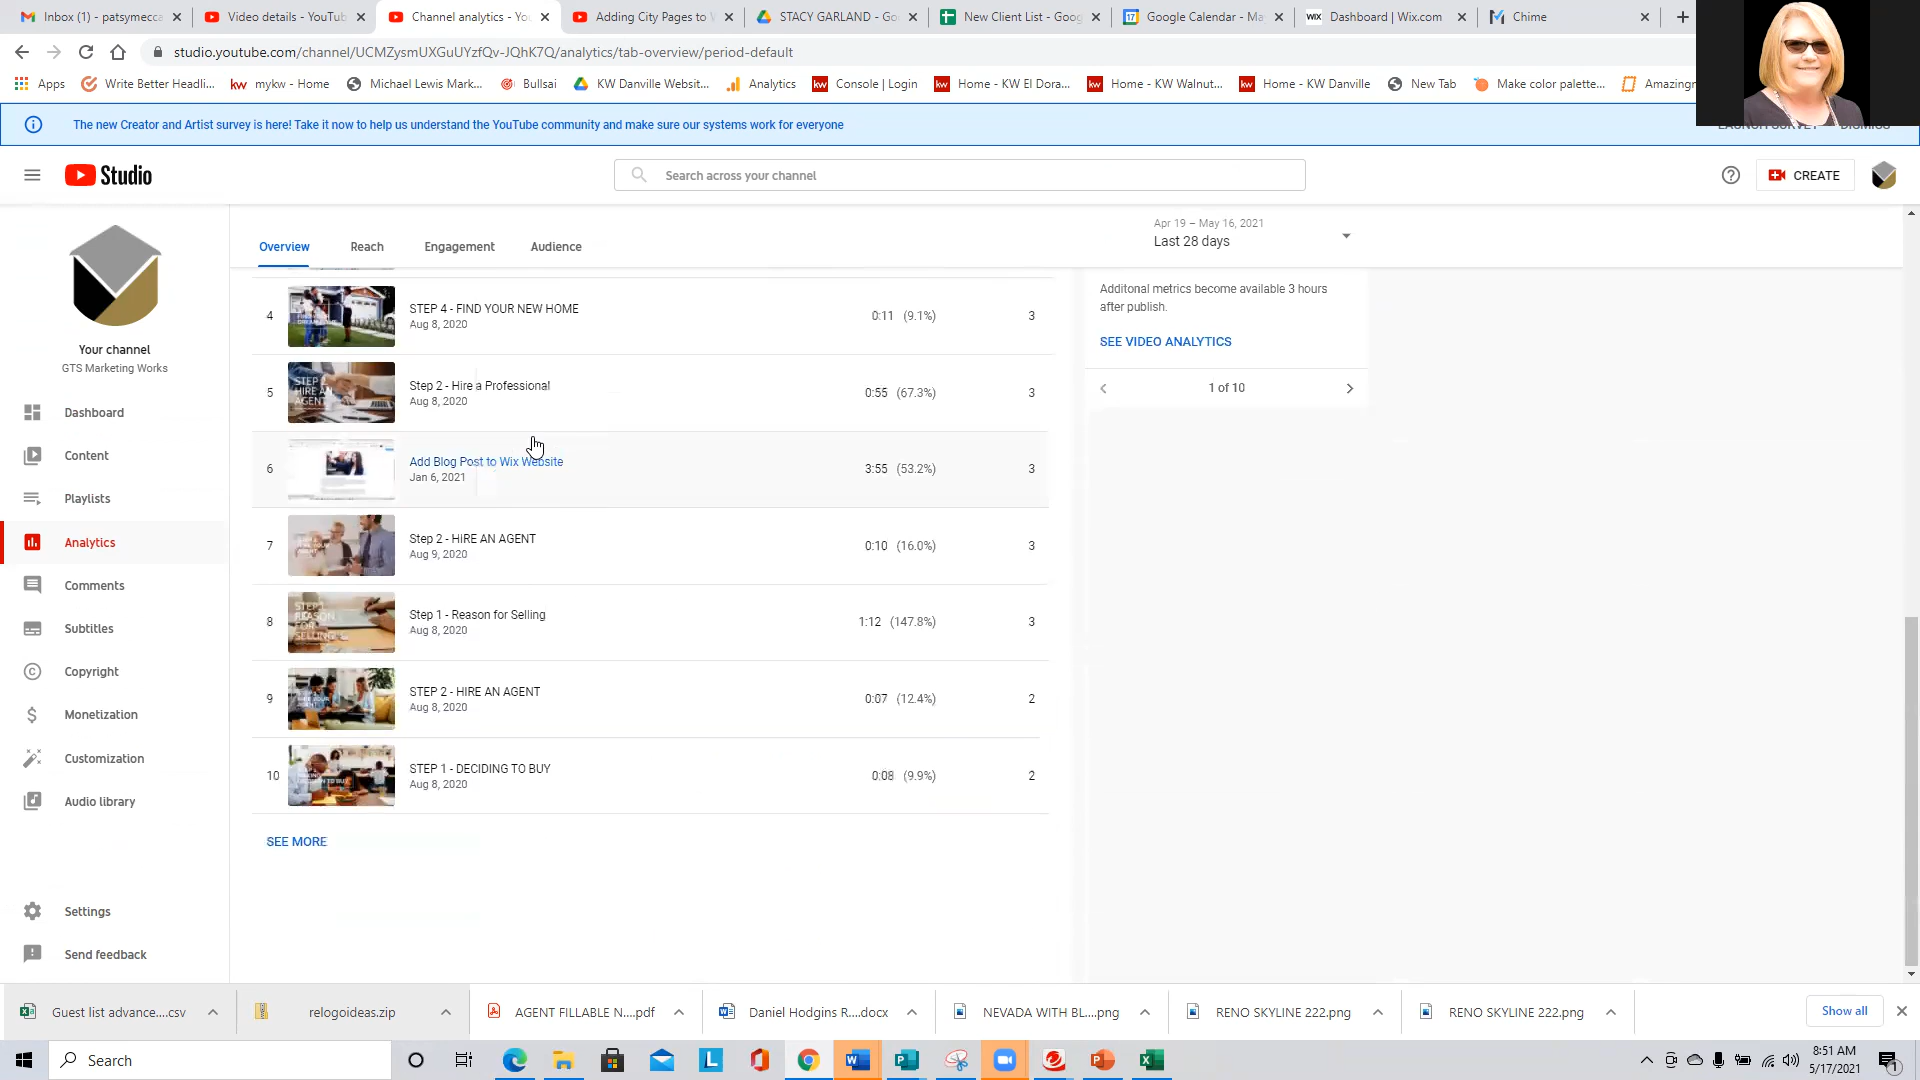 Inbox (1) - patsymecca
Video details - YouTub
Channel analytics - Yo
Adding City Pages to
STACY GARLAND - Go
New Client List - Goog
Google Calendar - Ma
WIX Dashboard | Wix.com
Chime
studio.youtube.com/channel/UCMZysmUXGuUYzfQv-JQhK7Q/analytics/tab-overview/period-default
Apps
Write Better Headli...
kw mykw - Home
Michael Lewis Mark...
Bullsai
KW Danville Websit...
Analytics
kw Console | Login
kw Home - KW El Dora...
kw Home - KW Walnut...
kw Home - KW Danville
New Tab
Make color palette...
Amazing
The new Creator and Artist survey is here! Take it now to help us understand the YouTube community and make sure our systems work for everyone
Studio
Search across your channel
CREATE
Your channel
GTS Marketing Works
Dashboard
Content
Playlists
Analytics
Comments
Subtitles
Copyright
Monetization
Customization
Audio library
Settings
Send feedback
Overview Reach Engagement Audience
Apr 19 – May 16, 2021
Last 28 days
4 STEP 4 - FIND YOUR NEW HOME 0:11 (9.1%) 3
Aug 8, 2020
5 Step 2 - Hire a Professional 0:55 (67.3%) 3
Aug 8, 2020
6 Add Blog Post to Wix Website 3:55 (53.2%) 3
Jan 6, 2021
7 Step 2 - HIRE AN AGENT 0:10 (16.0%) 3
Aug 9, 2020
8 Step 1 - Reason for Selling 1:12 (147.8%) 3
Aug 8, 2020
9 STEP 2 - HIRE AN AGENT 0:07 (12.4%) 2
Aug 8, 2020
10 STEP 1 - DECIDING TO BUY 0:08 (9.9%) 2
Aug 8, 2020
SEE MORE
Additonal metrics become available 3 hours
after publish.
SEE VIDEO ANALYTICS
1 of 10
Guest list advance....csv
relogoideas.zip
AGENT FILLABLE N....pdf
Daniel Hodgins R....docx
NEVADA WITH BL....png
RENO SKYLINE 222.png
RENO SKYLINE 222.png
Show all
Search
8:51 AM
5/17/2021